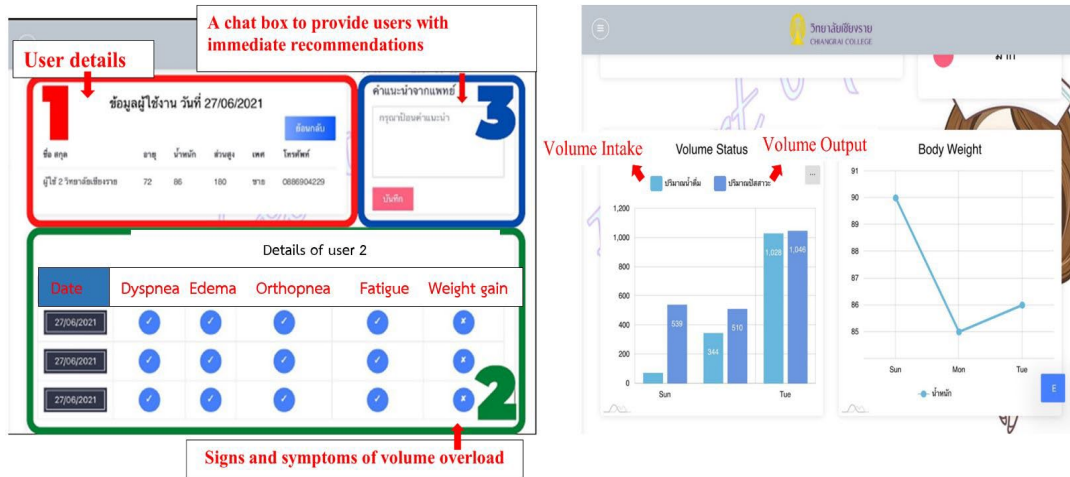 A chat box to provide users with
immediate recommendations
User details
1
ข้อมูลผู้ใช้งาน วันที่ 27/06/2021
ย้อนกลับ
ชื่อ สกุล อายุ น้ำหนัก ส่วนสูง เพศ โทรศัพท์
ผู้ใช้ 2 วิทยาลัยเชียงราย 72 86 180 ชาย 0886904229
3
คำแนะนำจากแพทย์
กรุณาป้อนคำแนะนำ
บันทึก
Details of user 2
Date Dyspnea Edema Orthopnea Fatigue Weight gain
27/06/2021
27/06/2021
27/06/2021
2
Signs and symptoms of volume overload
วิทยาลัยเชียงราย
CHIANGRAI COLLEGE
มาก
Volume Intake
Volume Status
Volume Output
ปริมาณน้ำดื่ม ปริมาณปัสสาวะ
...
1,200
1,000
800
600
400
200
0
539
344
510
1,028
1,046
Sun Tue
Body Weight
91
90
89
88
87
86
85
Sun Mon Tue
น้ำหนัก
E